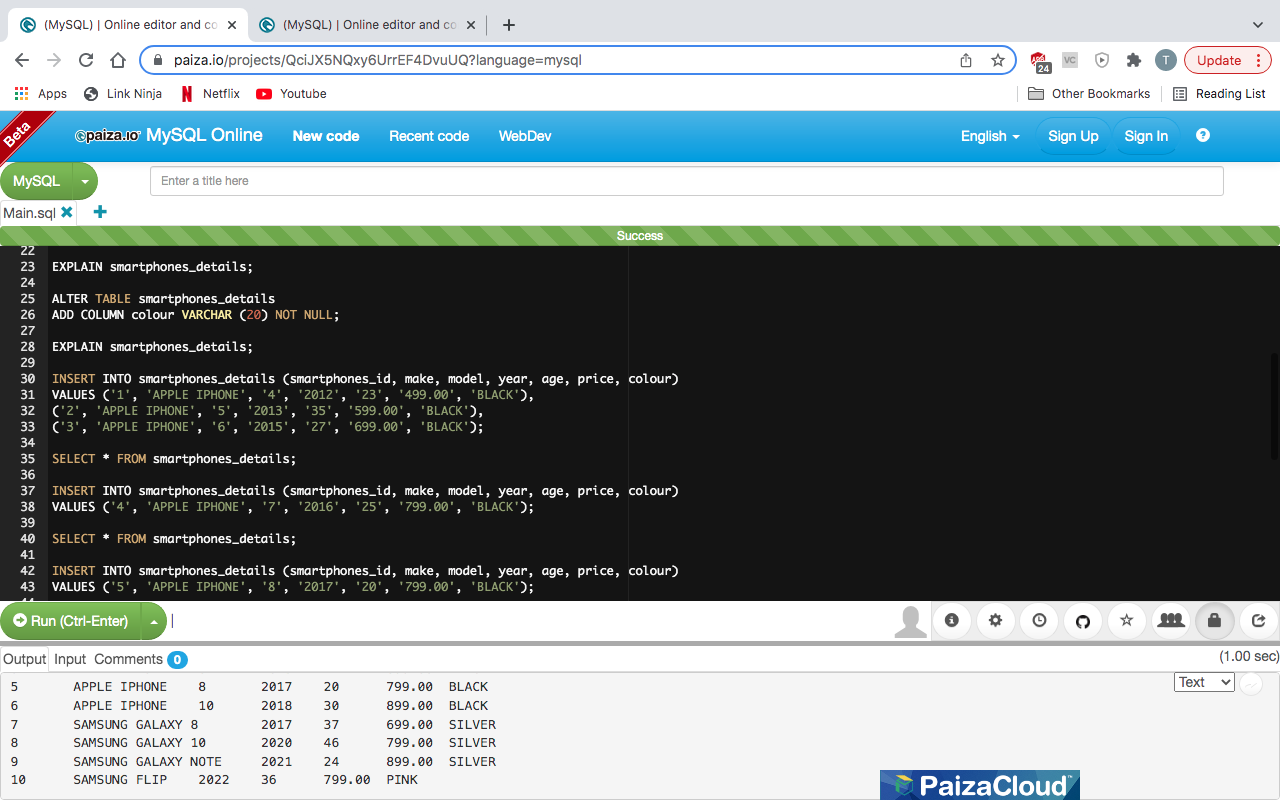 (MySQL) | Online editor and co
(MySQL) | Online editor and co
paiza.io/projects/QciJX5NQxy6UrrEF4DvuUQ?language=mysql
ABP
24
VC
T
Update
Apps
Link Ninja
Netflix
Youtube
Other Bookmarks
Reading List
Beta
paiza.io
MySQL Online
New code
Recent code
WebDev
English
Sign Up
Sign In
MySQL
Enter a title here
Main.sql
Success
22
23 EXPLAIN smartphones_details;
24
25 ALTER TABLE smartphones_details
26 ADD COLUMN colour VARCHAR (20) NOT NULL;
27
28 EXPLAIN smartphones_details;
29
30 INSERT INTO smartphones_details (smartphones_id, make, model, year, age, price, colour)
31 VALUES ('1', 'APPLE IPHONE', '4', '2012', '23', '499.00', 'BLACK'),
32 ('2', 'APPLE IPHONE', '5', '2013', '35', '599.00', 'BLACK'),
33 ('3', 'APPLE IPHONE', '6', '2015', '27', '699.00', 'BLACK');
34
35 SELECT * FROM smartphones_details;
36
37 INSERT INTO smartphones_details (smartphones_id, make, model, year, age, price, colour)
38 VALUES ('4', 'APPLE IPHONE', '7', '2016', '25', '799.00', 'BLACK');
39
40 SELECT * FROM smartphones_details;
41
42 INSERT INTO smartphones_details (smartphones_id, make, model, year, age, price, colour)
43 VALUES ('5', 'APPLE IPHONE', '8', '2017', '20', '799.00', 'BLACK');
Run (Ctrl-Enter)
Output Input Comments 0
(1.00 sec)
Text
5 APPLE IPHONE 8 2017 20 799.00 BLACK
6 APPLE IPHONE 10 2018 30 899.00 BLACK
7 SAMSUNG GALAXY 8 2017 37 699.00 SILVER
8 SAMSUNG GALAXY 10 2020 46 799.00 SILVER
9 SAMSUNG GALAXY NOTE 2021 24 899.00 SILVER
10 SAMSUNG FLIP 2022 36 799.00 PINK
PaizaCloud